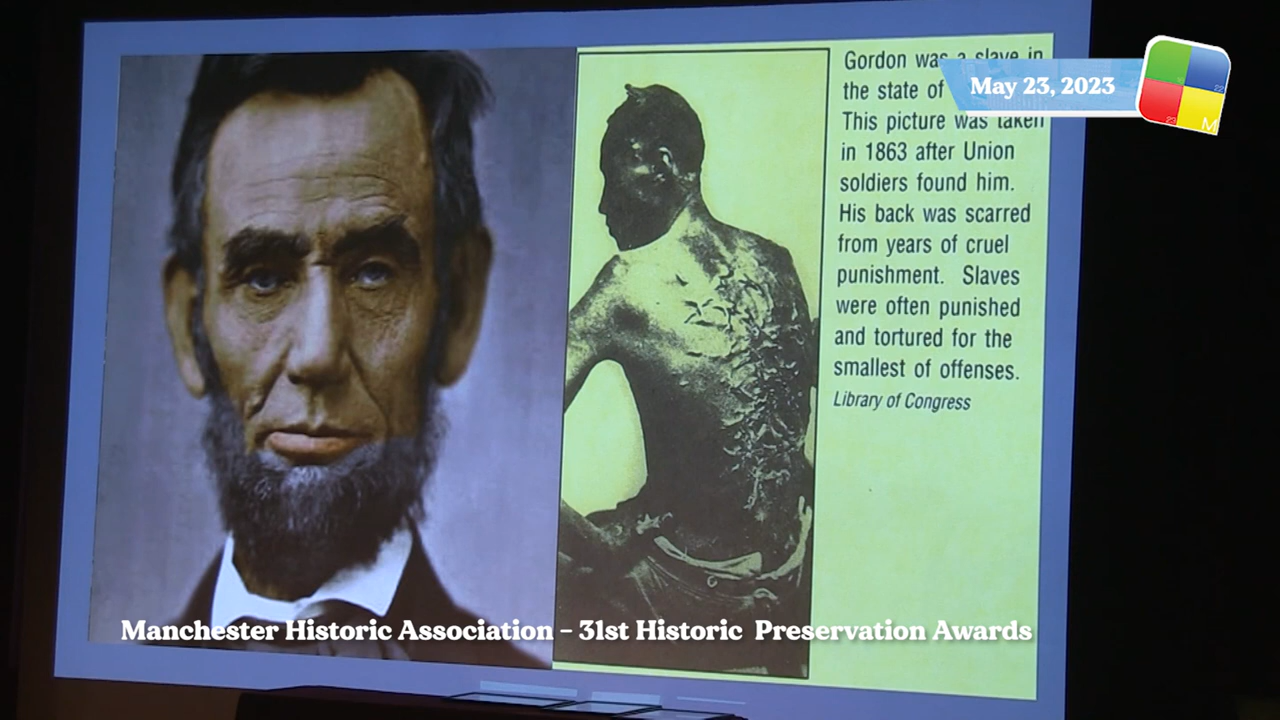 Gordon was a slave in
the state of
This picture was taken
in 1863 after Union
soldiers found him.
His back was scarred
from years of cruel
punishment. Slaves
were often punished
and tortured for the
smallest of offenses.
Library of Congress
May 23, 2023
22
23
M
Manchester Historic Association – 31st Historic Preservation Awards